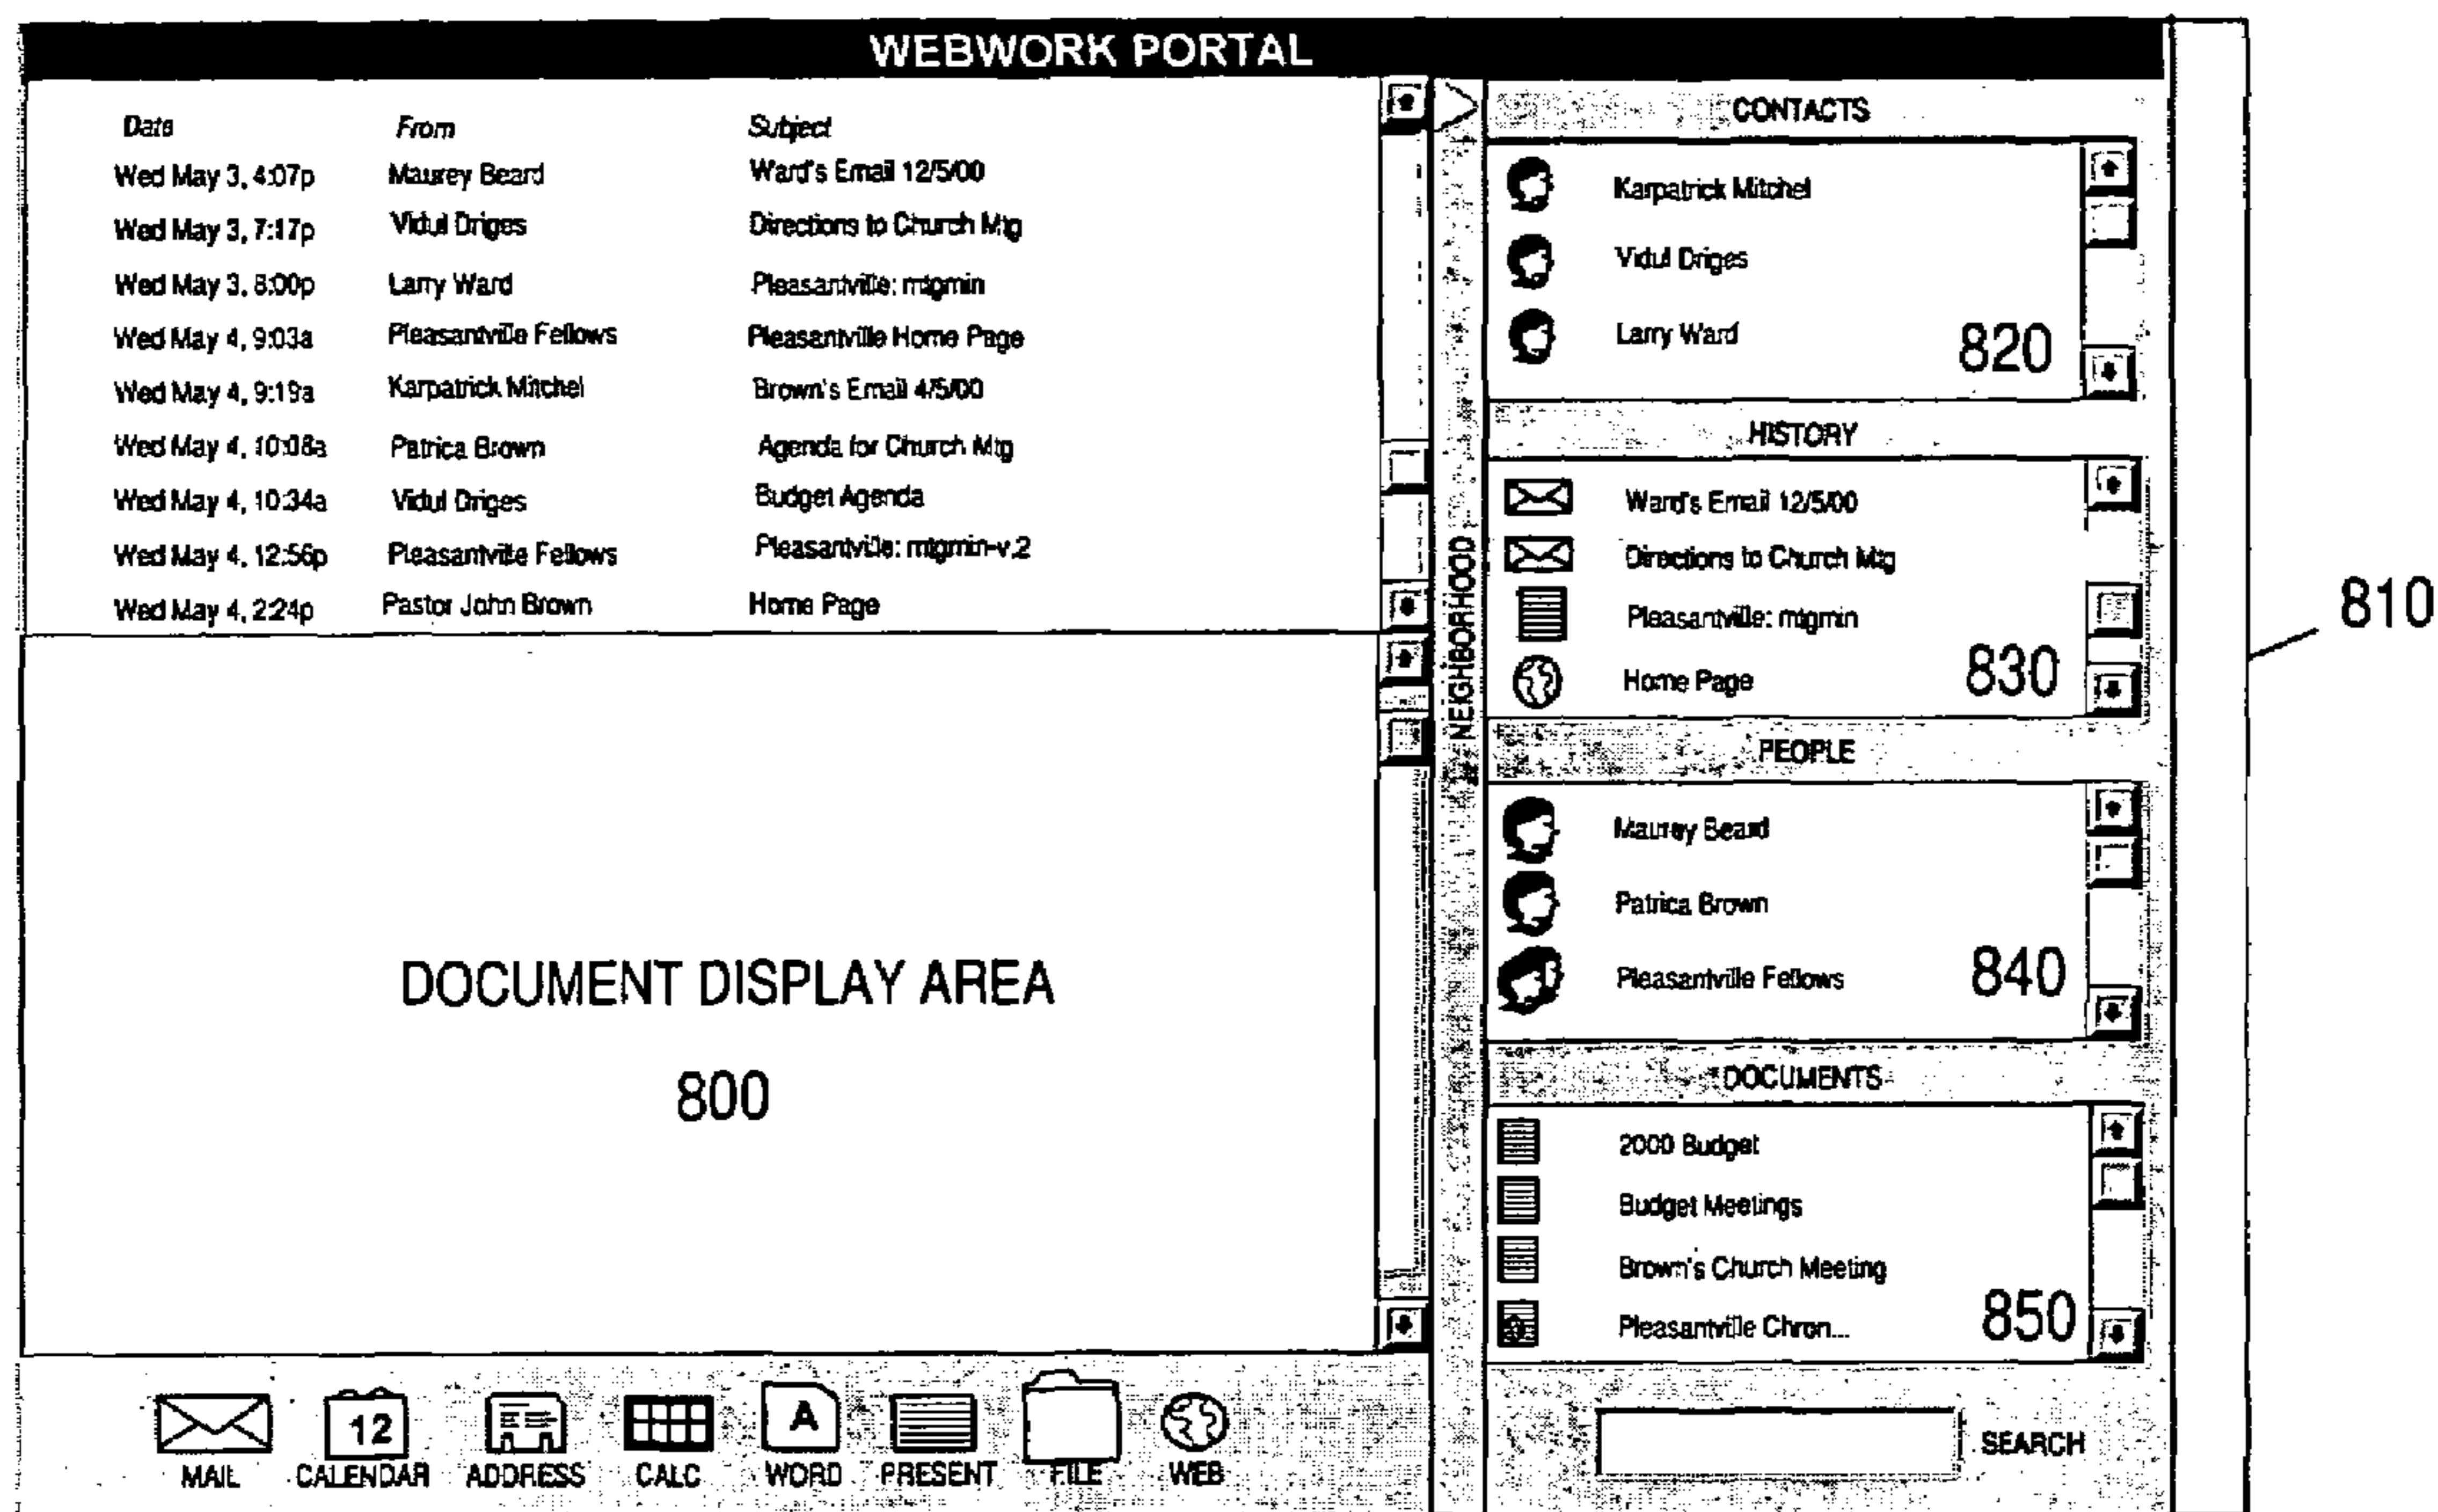 WEBWORK PORTAL
Date From Subject
Wed May 3, 4:07p Maurey Beard Ward's Email 12/5/00
Wed May 3, 7:17p Vidul Driges Directions to Church Mtg
Wed May 3, 8:00p Larry Ward Pleasantville: mtgmin
Wed May 4, 9:03a Pleasantville Fellows Pleasantville Home Page
Wed May 4, 9:19a Karpatrick Mitchel Brown's Email 4/5/00
Wed May 4, 10:08a Patrica Brown Agenda for Church Mtg
Wed May 4, 10:34a Vidul Driges Budget Agenda
Wed May 4, 12:56p Pleasantville Fellows Pleasantville: mtgmin-v.2
Wed May 4, 2:24p Pastor John Brown Home Page
DOCUMENT DISPLAY AREA
800
MAIL CALENDAR ADDRESS CALC WORD PRESENT FILE WEB
12
A
NEIGHBORHOOD
CONTACTS
Karpatrick Mitchel
Vidul Driges
Larry Ward
820
HISTORY
Ward's Email 12/5/00
Directions to Church Mtg
Pleasantville: mtgmin
Home Page
830
PEOPLE
Maurey Beard
Patrica Brown
Pleasantville Fellows
840
DOCUMENTS
2000 Budget
Budget Meetings
Brown's Church Meeting
Pleasantville Chron...
850
SEARCH
810